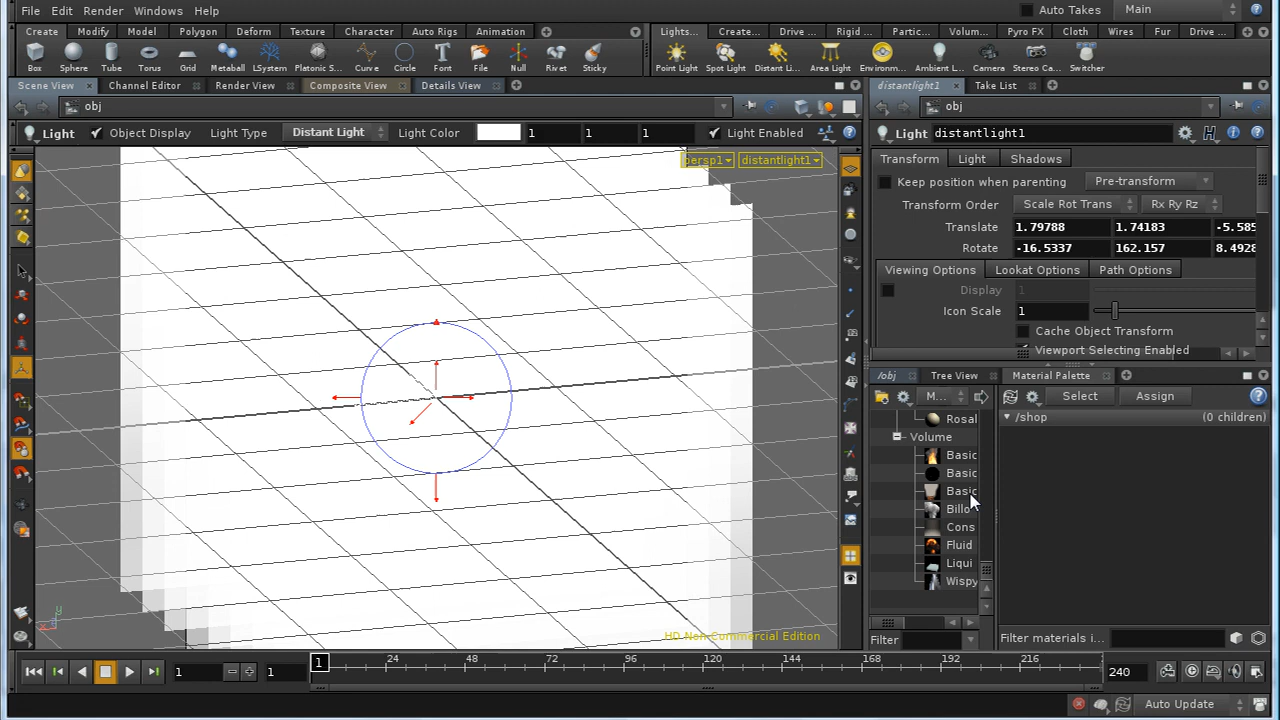 File Edit Render Windows Help Auto Takes Main
Create Modify Model Polygon Deform Texture Character Auto Rigs Animation Lights... Create... Drive ... Rigid ... Partic... Volum... Pyro FX Cloth Wires Fur Drive ...
Box Sphere Tube Torus Grid Metaball LSystem Platonic S... Curve Circle Font File Null Rivet Sticky Point Light Spot Light Distant Li... Area Light Environm... Ambient L... Camera Stereo Ca... Switcher
Scene View Channel Editor Render View Composite View Details View distantlight1 Take List
obj obj
Light Object Display Light Type Distant Light Light Color 1 1 1 Light Enabled Light distantlight1
persp1 distantlight1 Transform Light Shadows
Keep position when parenting Pre-transform
Transform Order Scale Rot Trans Rx Ry Rz
Translate 1.79788 1.74183 -5.585
Rotate -16.5337 162.157 8.4928
Viewing Options Lookat Options Path Options
Display 1
Icon Scale 1
Cache Object Transform
Viewport Selecting Enabled
/obj Tree View Material Palette
M... Select Assign
Rosal /shop (0 children)
Volume
Basic
Basic
Basic
Billo
Cons
Fluid
Liqui
Wispy
y
x
HD Non-Commercial Edition
Filter Filter materials i...
1 1 1 24 48 72 96 120 144 168 192 216 240
Auto Update